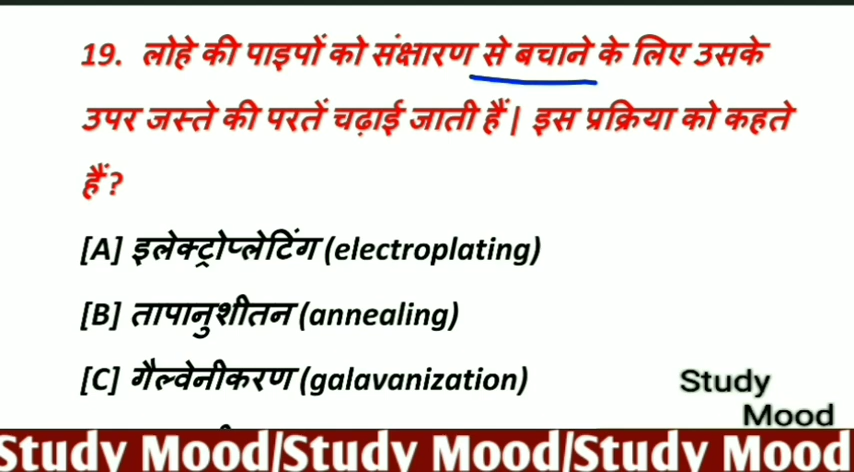 19. लोहे की पाइपों को संक्षारण से बचाने के लिए उसके
उपर जस्ते की परतें चढ़ाई जाती हैं| इस प्रक्रिया को कहते
हैं?
[A] इलेक्ट्रोप्लेटिंग (electroplating)
[B] तापानुशीतन (annealing)
[C] गैल्वेनीकरण (galavanization)
Study
Mood
Study Mood/Study Mood/Study Mood